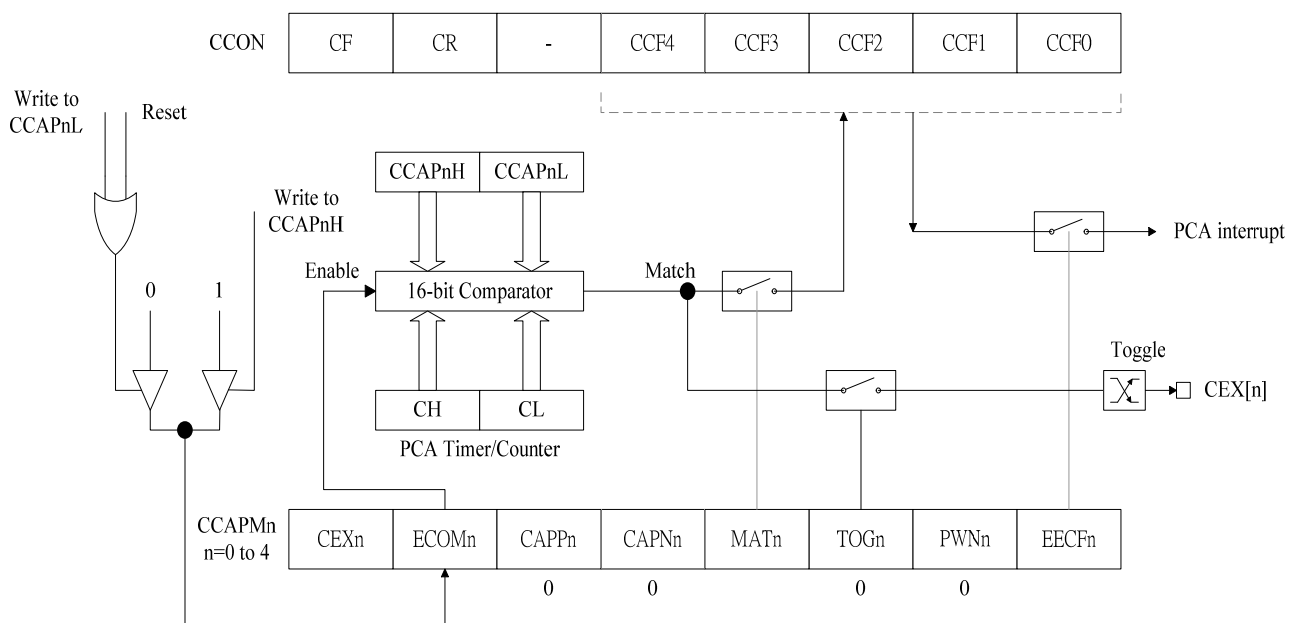 CCON CF CR - CCF4 CCF3 CCF2 CCF1 CCF0
Write to
CCAPnL
Reset
CCAPnH CCAPnL
Write to
CCAPnH
PCA interrupt
Enable
16-bit Comparator
Match
0 1
Toggle
CH CL
CEX[n]
PCA Timer/Counter
CCAPMn
n=0 to 4
CEXn ECOMn CAPPn CAPNn MATn TOGn PWNn EECFn
0 0 0 0